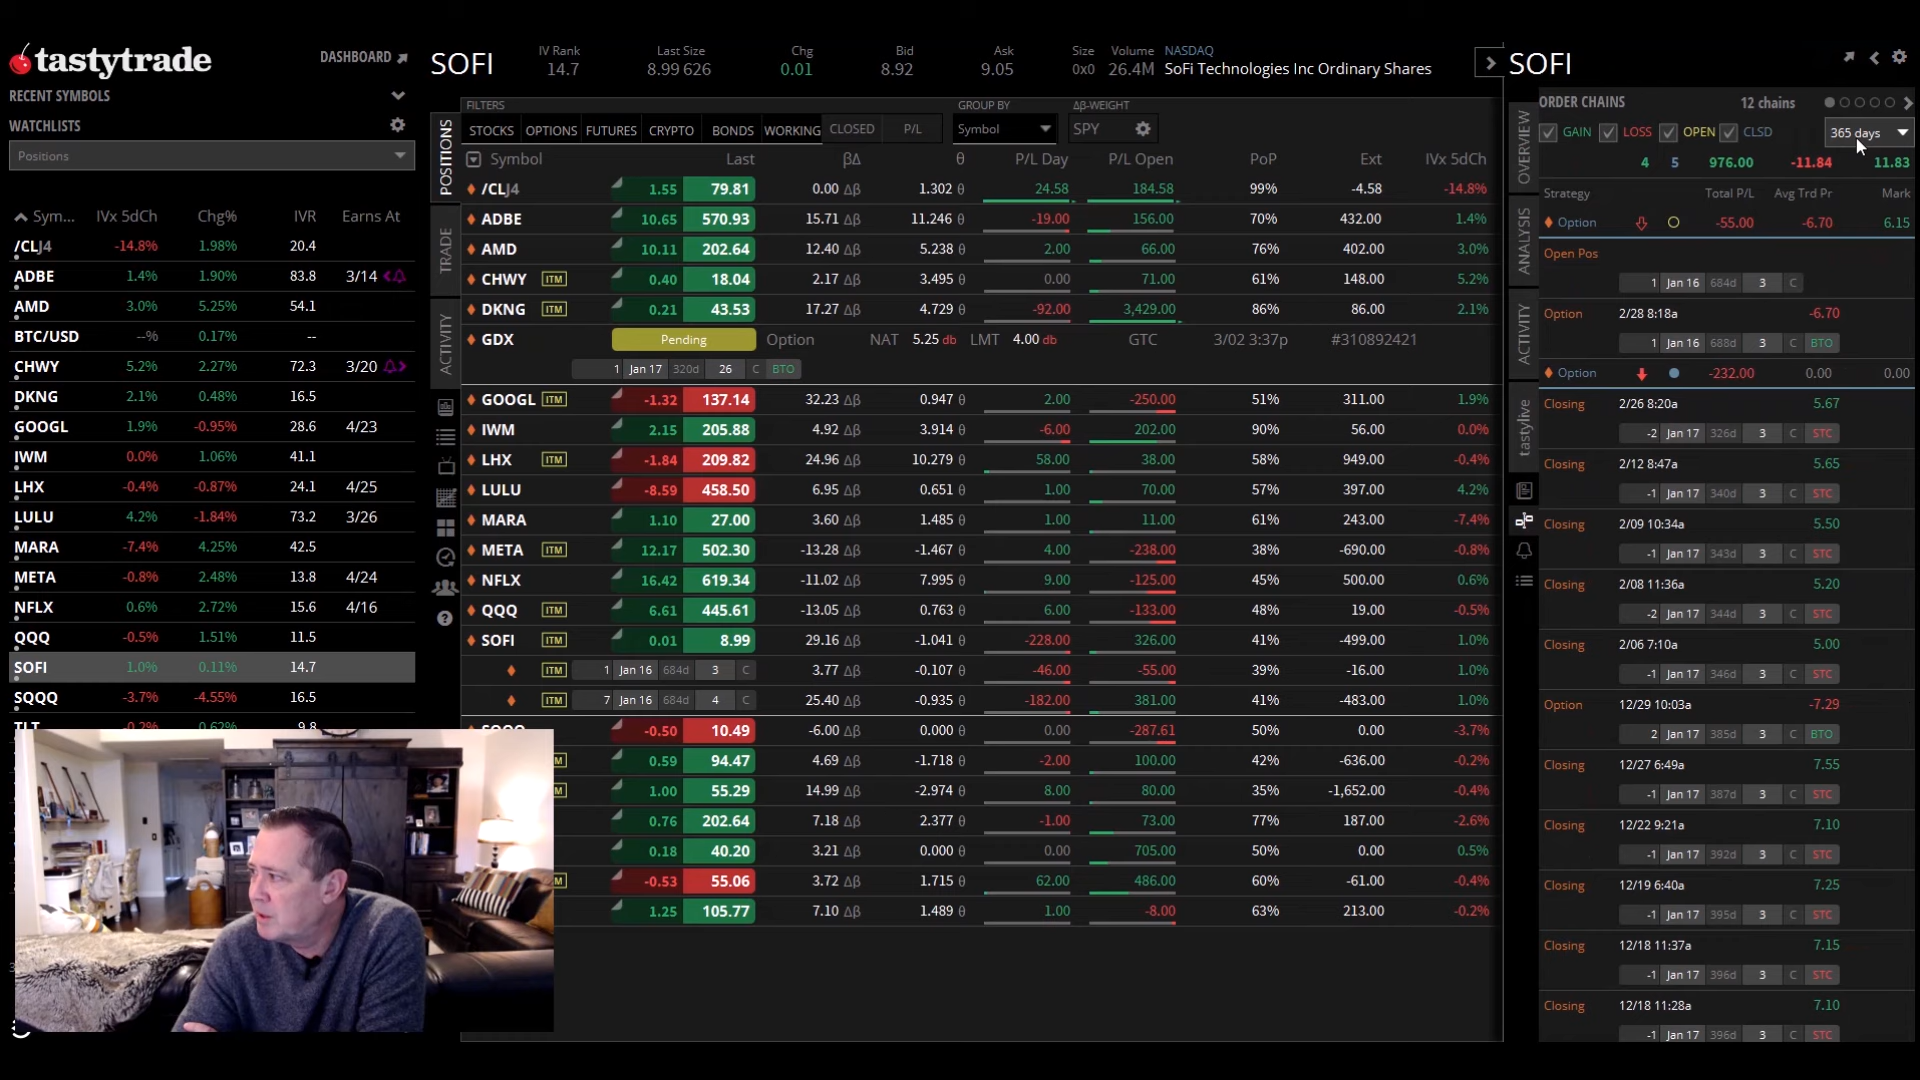 tastytrade
DASHBOARD
RECENT SYMBOLS
WATCHLISTS
Positions
Sym... IVx 5dCh Chg% IVR Earns At
/CLJ4 -14.8% 1.98% 20.4
ADBE 1.4% 1.90% 83.8 3/14
AMD 3.0% 5.25% 54.1
BTC/USD --% 0.17% --
CHWY 5.2% 2.27% 72.3 3/20
DKNG 2.1% 0.48% 16.5
GOOGL 1.9% -0.95% 28.6 4/23
IWM 0.0% 1.06% 41.1
LHX -0.4% -0.87% 24.1 4/25
LULU 4.2% -1.84% 73.2 3/26
MARA -7.4% 4.25% 42.5
META -0.8% 2.48% 13.8 4/24
NFLX 0.6% 2.72% 15.6 4/16
QQQ -0.5% 1.51% 11.5
SOFI 1.0% 0.11% 14.7
SQQQ -3.7% -4.55% 16.5
TLT -0.2% 0.62% 9.8
SOFI
IV Rank 14.7
Last Size 8.99 626
Chg 0.01
Bid 8.92
Ask 9.05
Size 0x0
Volume 26.4M
NASDAQ
SoFi Technologies Inc Ordinary Shares
POSITIONS
TRADE
ACTIVITY
FILTERS GROUP BY Δβ-WEIGHT
STOCKS OPTIONS FUTURES CRYPTO BONDS WORKING CLOSED P/L Symbol SPY
Symbol Last βΔ θ P/L Day P/L Open PoP Ext IVx 5dCh
/CLJ4 1.55 79.81 0.00 Δβ 1.302 θ 24.58 184.58 99% -4.58 -14.8%
ADBE 10.65 570.93 15.71 Δβ 11.246 θ -19.00 156.00 70% 432.00 1.4%
AMD 10.11 202.64 12.40 Δβ 5.238 θ 2.00 66.00 76% 402.00 3.0%
CHWY ITM 0.40 18.04 2.17 Δβ 3.495 θ 0.00 71.00 61% 148.00 5.2%
DKNG ITM 0.21 43.53 17.27 Δβ 4.729 θ -92.00 3,429.00 86% 86.00 2.1%
GDX Pending Option NAT 5.25 db LMT 4.00 db GTC 3/02 3:37p #310892421
1 Jan 17 320d 26 C BTO
GOOGL ITM -1.32 137.14 32.23 Δβ 0.947 θ 2.00 -250.00 51% 311.00 1.9%
IWM 2.15 205.88 4.92 Δβ 3.914 θ -6.00 202.00 90% 56.00 0.0%
LHX ITM -1.84 209.82 24.96 Δβ 10.279 θ 58.00 38.00 58% 949.00 -0.4%
LULU -8.59 458.50 6.95 Δβ 0.651 θ 1.00 70.00 57% 397.00 4.2%
MARA 1.10 27.00 3.60 Δβ 1.485 θ 1.00 11.00 61% 243.00 -7.4%
META ITM 12.17 502.30 -13.28 Δβ -1.467 θ 4.00 -238.00 38% -690.00 -0.8%
NFLX 16.42 619.34 -11.02 Δβ 7.995 θ 9.00 -125.00 45% 500.00 0.6%
QQQ ITM 6.61 445.61 -13.05 Δβ 0.763 θ 6.00 -133.00 48% 19.00 -0.5%
SOFI ITM 0.01 8.99 29.16 Δβ -1.041 θ -228.00 326.00 41% -499.00 1.0%
ITM 1 Jan 16 684d 3 C 3.77 Δβ -0.107 θ -46.00 -55.00 39% -16.00 1.0%
ITM 7 Jan 16 684d 4 C 25.40 Δβ -0.935 θ -182.00 381.00 41% -483.00 1.0%
SQQQ -0.50 10.49 -6.00 Δβ 0.000 θ 0.00 -287.61 50% 0.00 -3.7%
0.59 94.47 4.69 Δβ -1.718 θ -2.00 100.00 42% -636.00 -0.2%
1.00 55.29 14.99 Δβ -2.974 θ 8.00 80.00 35% -1,652.00 -0.4%
0.76 202.64 7.18 Δβ 2.377 θ -1.00 73.00 77% 187.00 -2.6%
0.18 40.20 3.21 Δβ 0.000 θ 0.00 705.00 50% 0.00 0.5%
-0.53 55.06 3.72 Δβ 1.715 θ 62.00 486.00 60% -61.00 -0.4%
1.25 105.77 7.10 Δβ 1.489 θ 1.00 -8.00 63% 213.00 -0.2%
SOFI
OVERVIEW
ANALYSIS
ACTIVITY
tastylive
ORDER CHAINS 12 chains
GAIN LOSS OPEN CLSD 365 days
4 5 976.00 -11.84 11.83
Strategy Total P/L Avg Trd Pr Mark
Option -55.00 -6.70 6.15
Open Pos
1 Jan 16 684d 3 C
Option 2/28 8:18a -6.70
1 Jan 16 688d 3 C BTO
Option -232.00 0.00 0.00
Closing 2/26 8:20a 5.67
-2 Jan 17 326d 3 C STC
Closing 2/12 8:47a 5.65
-1 Jan 17 340d 3 C STC
Closing 2/09 10:34a 5.50
-1 Jan 17 343d 3 C STC
Closing 2/08 11:36a 5.20
-2 Jan 17 344d 3 C STC
Closing 2/06 7:10a 5.00
-1 Jan 17 346d 3 C STC
Option 12/29 10:03a -7.29
2 Jan 17 385d 3 C BTO
Closing 12/27 6:49a 7.55
-1 Jan 17 387d 3 C STC
Closing 12/22 9:21a 7.10
-1 Jan 17 392d 3 C STC
Closing 12/19 6:40a 7.25
-1 Jan 17 395d 3 C STC
Closing 12/18 11:37a 7.15
-1 Jan 17 396d 3 C STC
Closing 12/18 11:28a 7.10
-1 Jan 17 396d 3 C STC